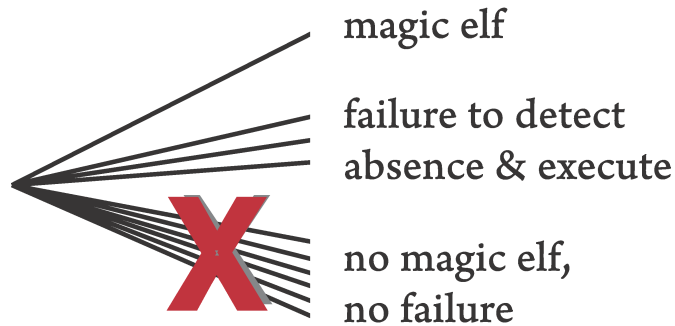 magic elf
failure to detect
absence & execute
X
no magic elf,
no failure